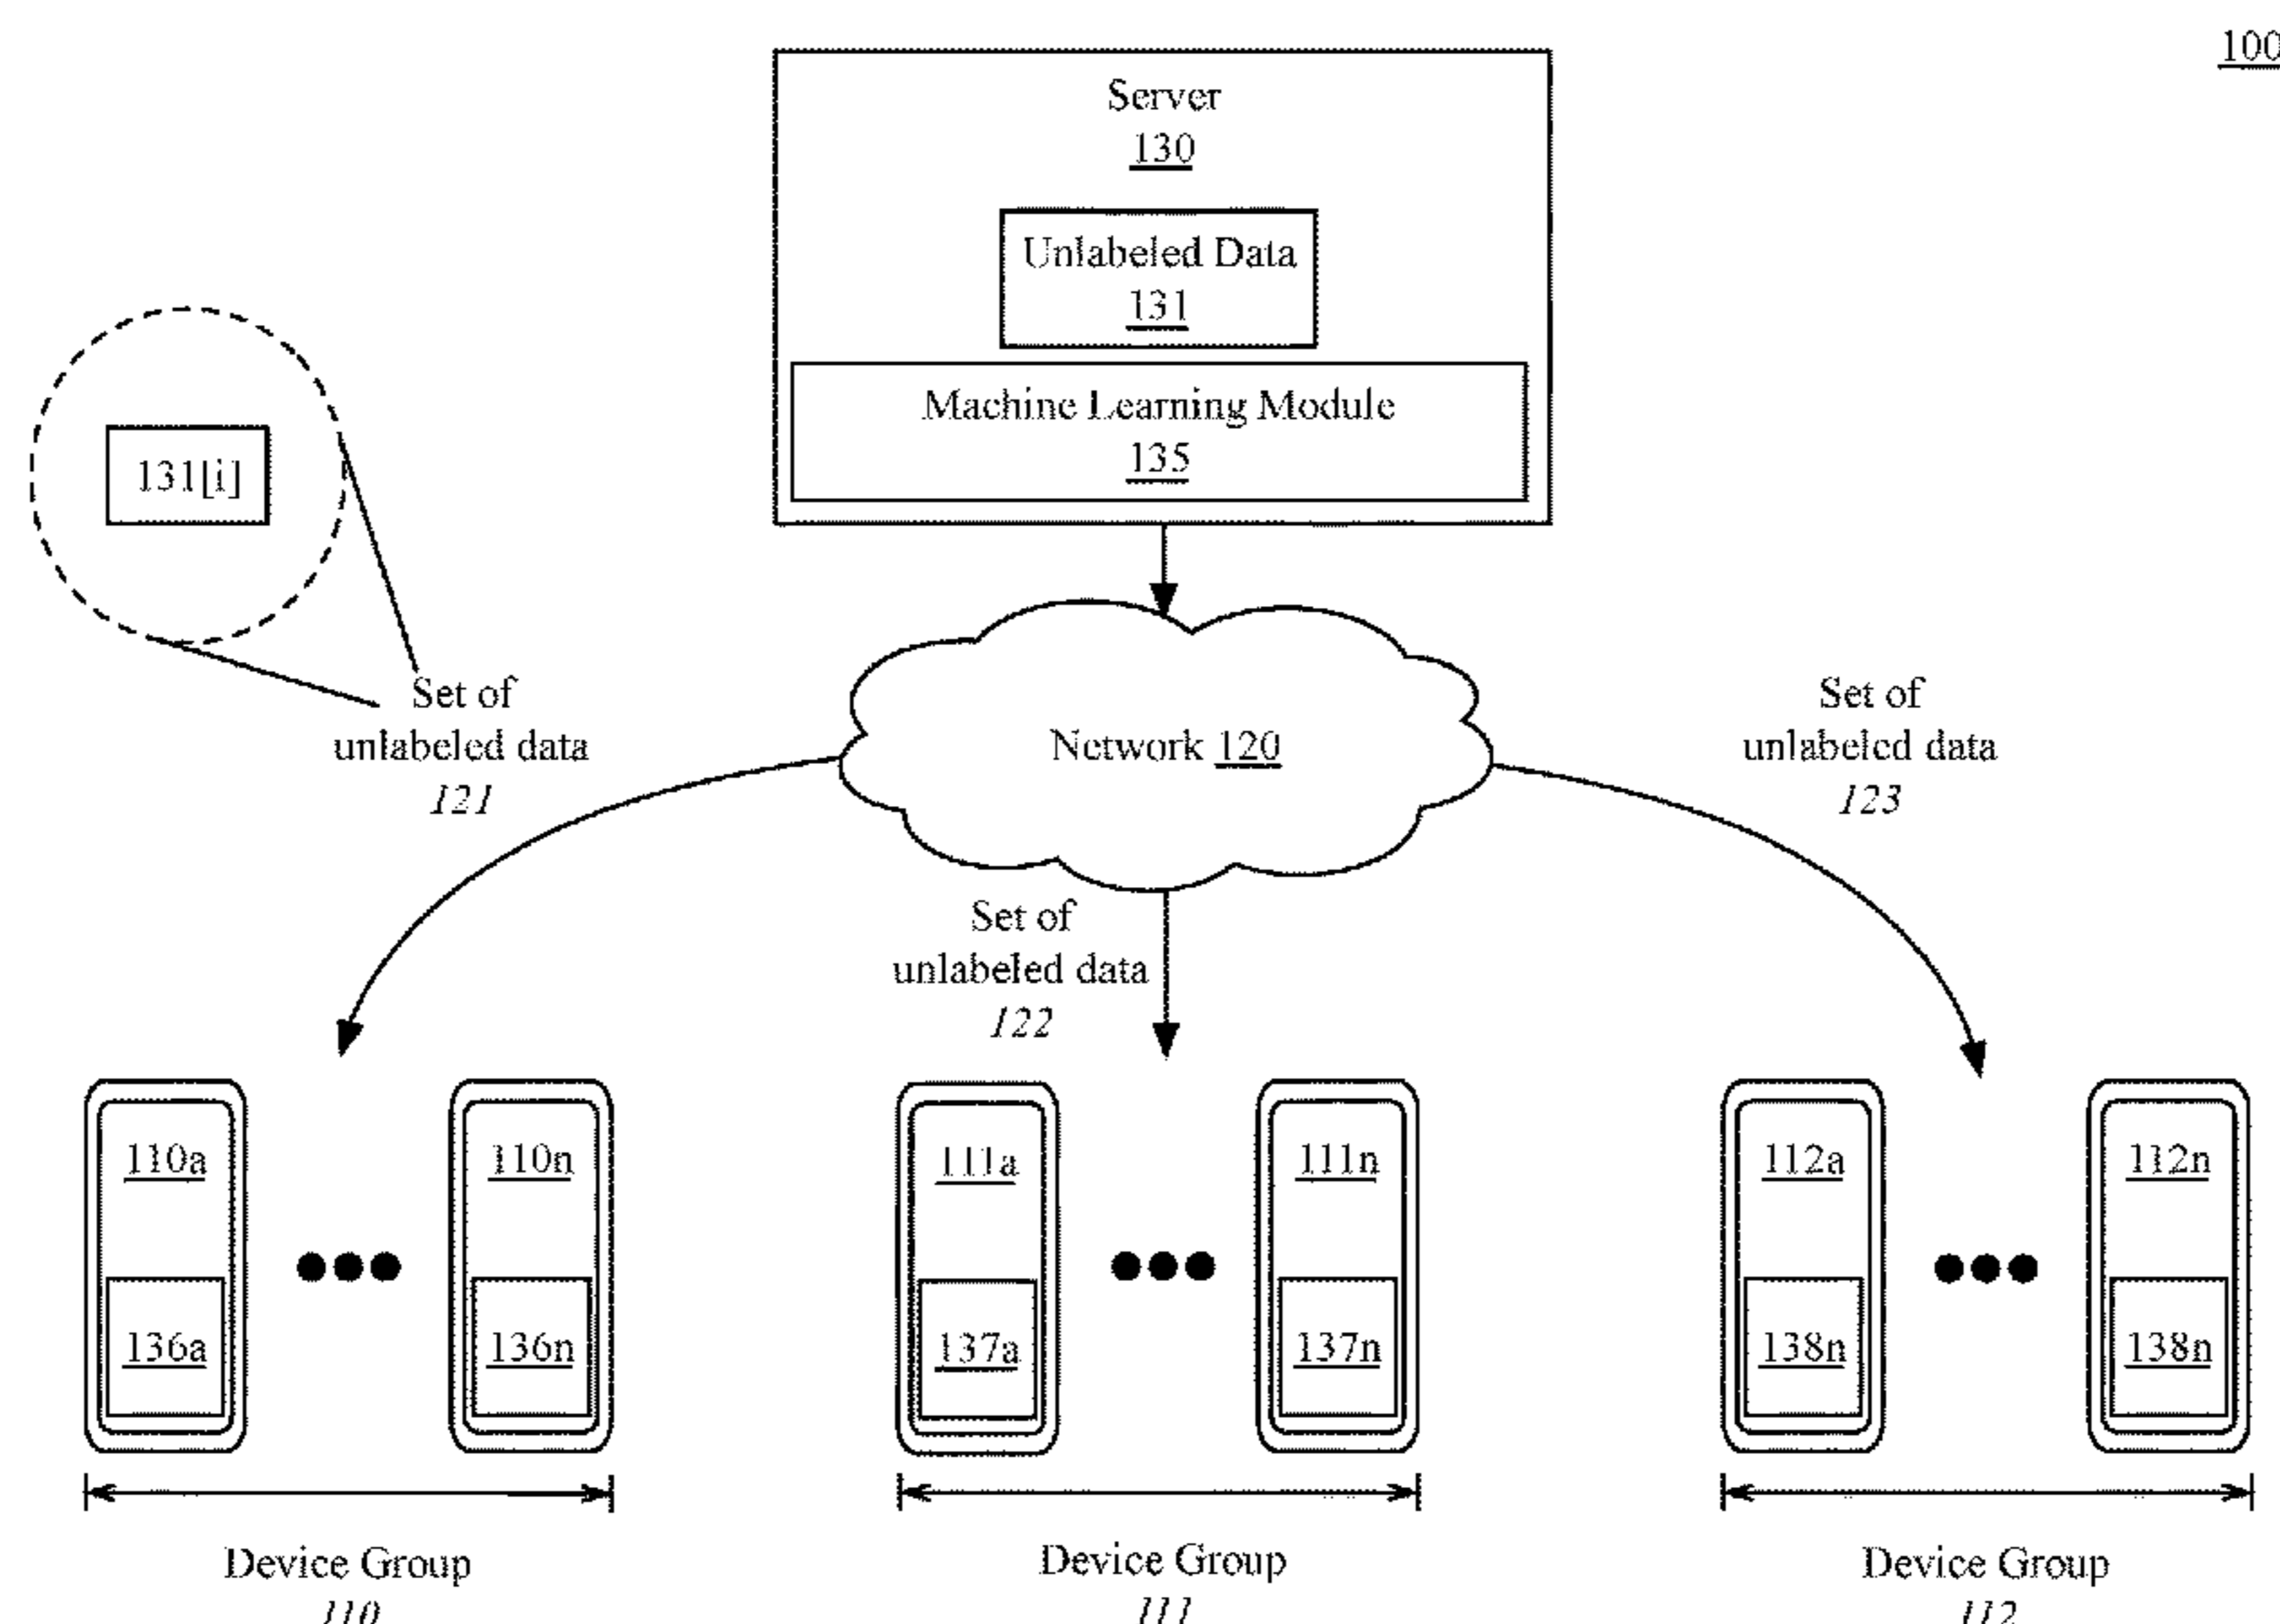 100
Server
130
Unlabeled Data
131
Machine Learning Module
135
131[i]
Set of
unlabeled data
121
Network 120
Set of
unlabeled data
123
Set of
unlabeled data
122
110a
110n
111a
111n
112a
112n
136a
136n
137a
137n
138n
138n
Device Group
110
Device Group
111
Device Group
112